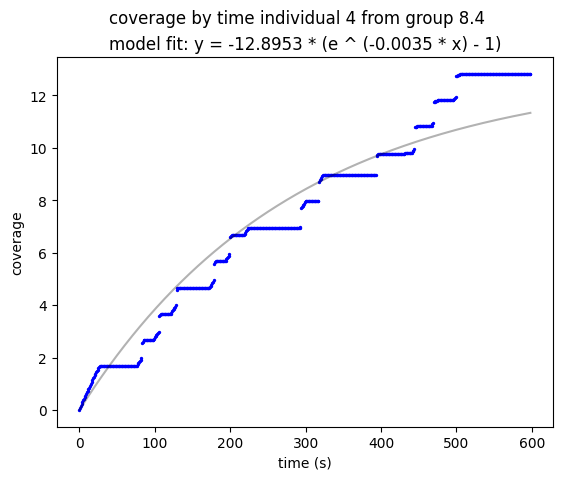 coverage by time individual 4 from group 8.4
model fit: y = -12.8953 * (e ^ (-0.0035 * x) - 1)
12
10
8
6
4
2
0
coverage
0 100 200 300 400 500 600
time (s)